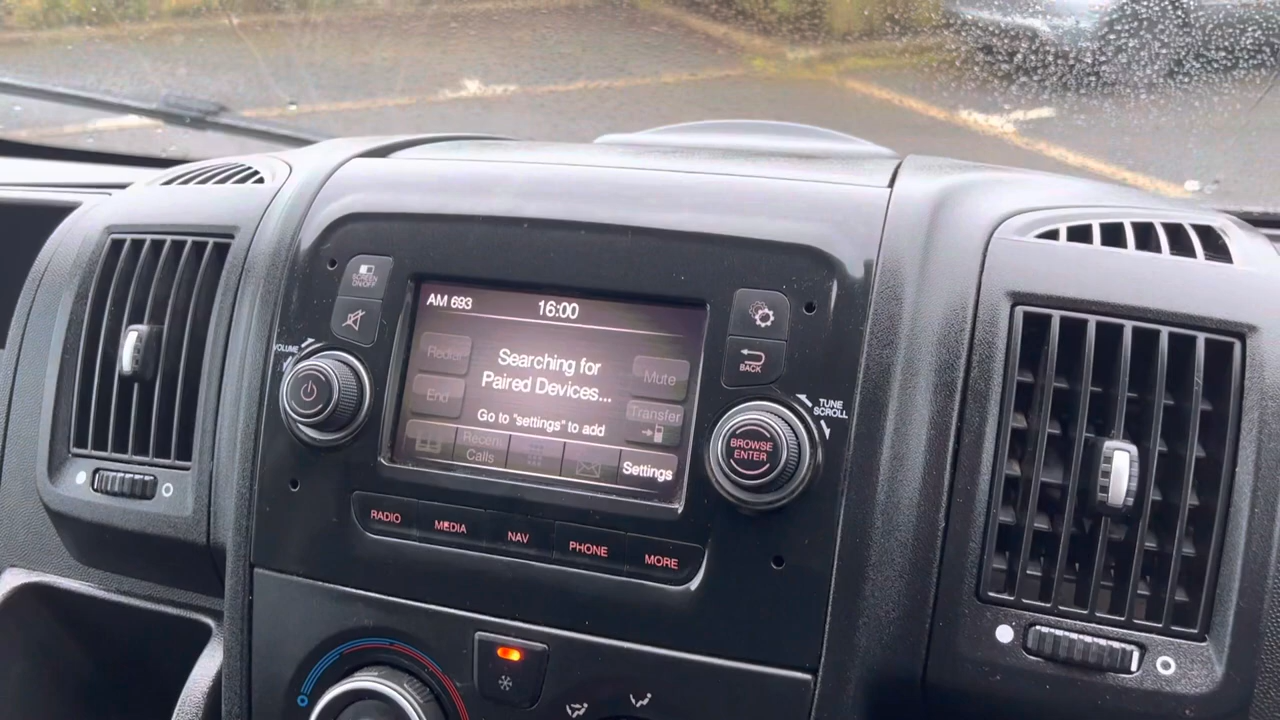 SCREEN
ON/OFF
VOLUME
AM 693
16:00
Redial
Searching for
Paired Devices...
Mute
End
Go to "settings" to add
Transfer
Recent
Calls
Settings
BACK
TUNE
SCROLL
BROWSE
ENTER
RADIO
MEDIA
NAV
PHONE
MORE